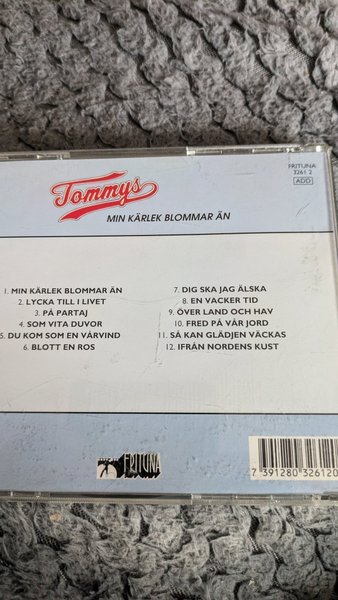 FRITUNA
3261 2
ADD
Tommys
MIN KÄRLEK BLOMMAR ÄN
1. MIN KÄRLEK BLOMMAR ÄN
2. LYCKA TILL I LIVET
3. PÅ PARTAJ
4. SOM VITA DUVOR
5. DU KOM SOM EN VÅRVIND
6. BLOTT EN ROS
7. DIG SKA JAG ÄLSKA
8. EN VACKER TID
9. ÖVER LAND OCH HAV
10. FRED PÅ VÅR JORD
11. SÅ KAN GLÄDJEN VÄCKAS
12. IFRÅN NORDENS KUST
FRITUNA
7 391280 326120